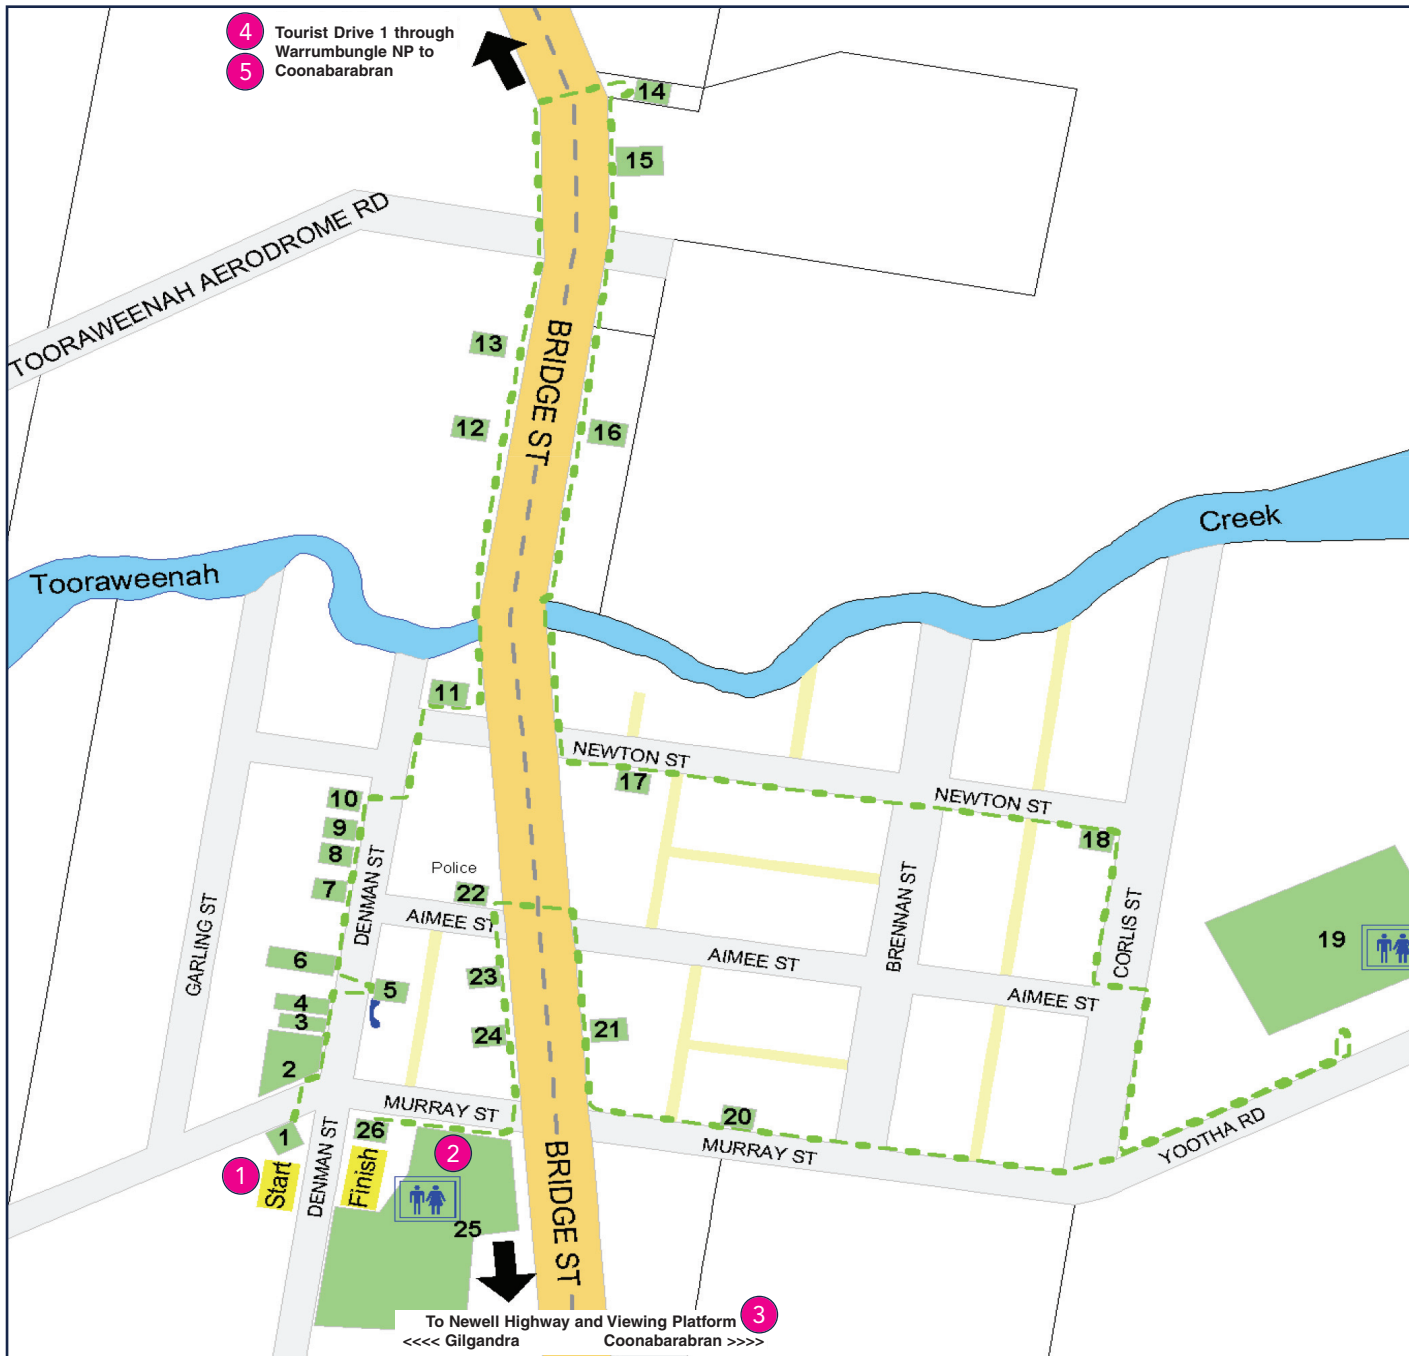 4
Tourist Drive 1 through
Warrumbungle NP to
5
Coonabarabran
14
15
TOORAWEENAH AERODROME RD
13
BRIDGE ST
12
16
Creek
Tooraweenah
11
NEWTON ST
17
10
NEWTON ST
9
18
8
Police
7
22
DENMAN ST
AIMEE ST
GARLING ST
BRENNAN ST
CORLIS ST
19
6
AIMEE ST
23
5
AIMEE ST
4
3
24
21
2
MURRAY ST
20
1
26
MURRAY ST
YOOTHA RD
2
1
Start
DENMAN ST
Finish
25
BRIDGE ST
To Newell Highway and Viewing Platform
3
<<<< Gilgandra
Coonabarabran >>>>